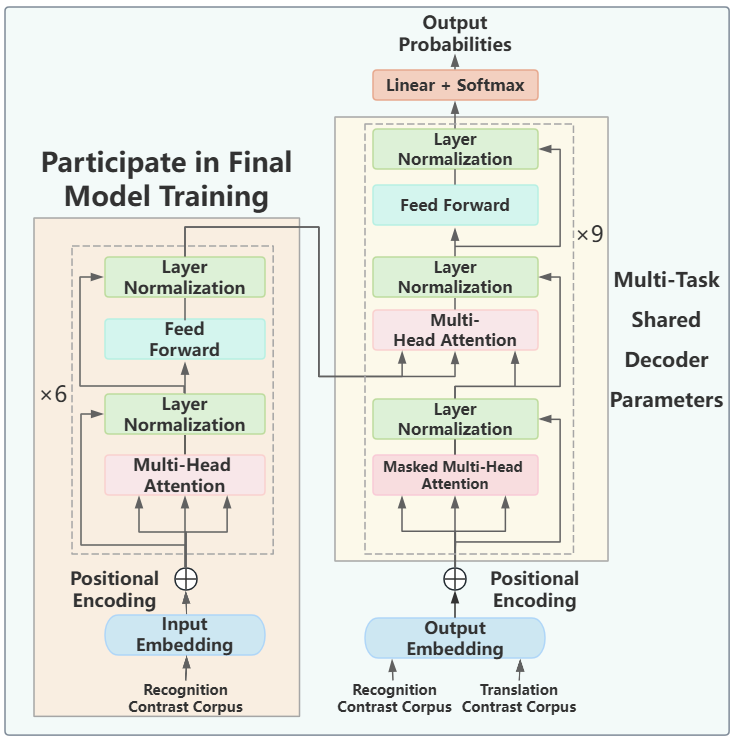 Output
Probabilities
Linear + Softmax
Layer
Normalization
Feed Forward
×9
Layer
Normalization
Multi-
Head Attention
Layer
Normalization
Masked Multi-Head
Attention
Positional
Encoding
Output
Embedding
Recognition
Contrast Corpus
Translation
Contrast Corpus
Multi-Task
Shared
Decoder
Parameters
Participate in Final
Model Training
Layer
Normalization
Feed
Forward
×6
Layer
Normalization
Multi-Head
Attention
Positional
Encoding
Input
Embedding
Recognition
Contrast Corpus